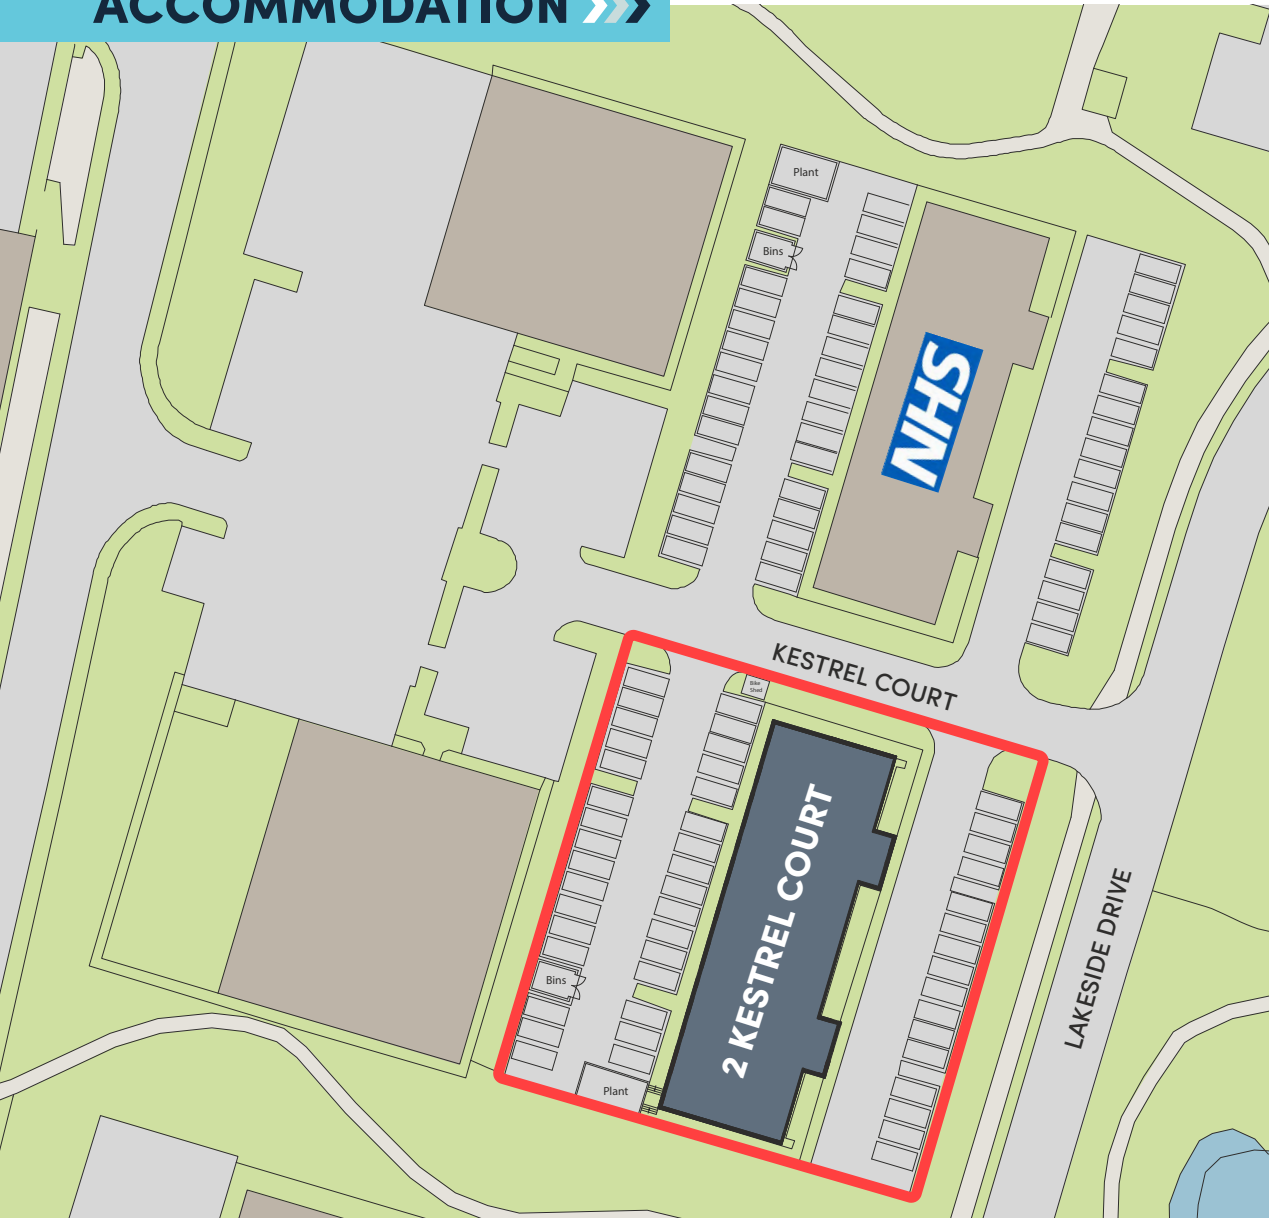 ACCOMMODATION
Plant
Bins
NHS
KESTREL COURT
Bike
Shed
2 KESTREL COURT
LAKESIDE DRIVE
Bins
Plant